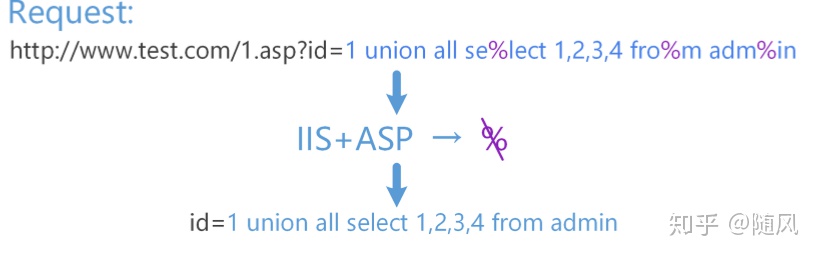 Request:
http://www.test.com/1.asp?id=1 union all se%lect 1,2,3,4 fro%m adm%in
IIS+ASP → %
id=1 union all select 1,2,3,4 from admin
知乎 @随风